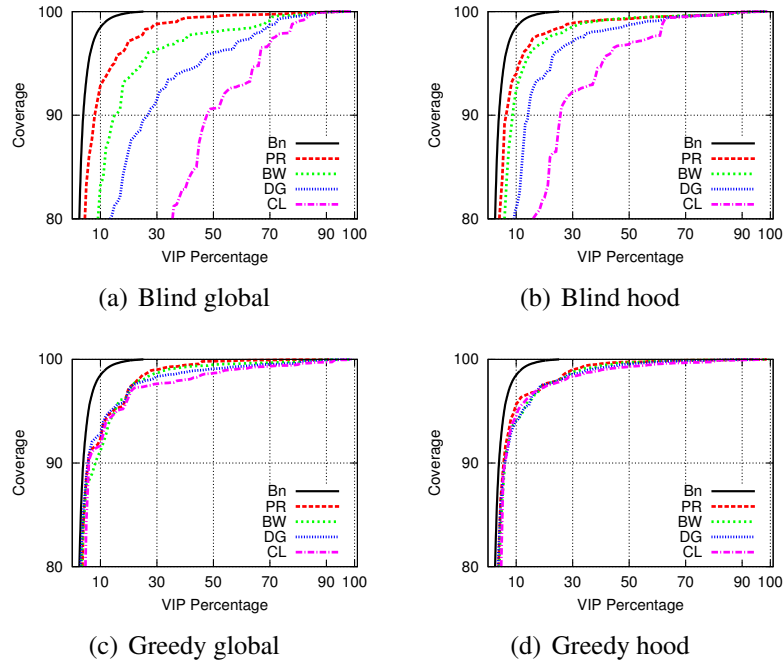 100
90
80
Coverage
Bn
PR
BW
DG
CL
10 30 50 70 90 100
VIP Percentage
(a) Blind global
100
90
80
Coverage
Bn
PR
BW
DG
CL
10 30 50 70 90 100
VIP Percentage
(b) Blind hood
100
90
80
Coverage
Bn
PR
BW
DG
CL
10 30 50 70 90 100
VIP Percentage
(c) Greedy global
100
90
80
Coverage
Bn
PR
BW
DG
CL
10 30 50 70 90 100
VIP Percentage
(d) Greedy hood